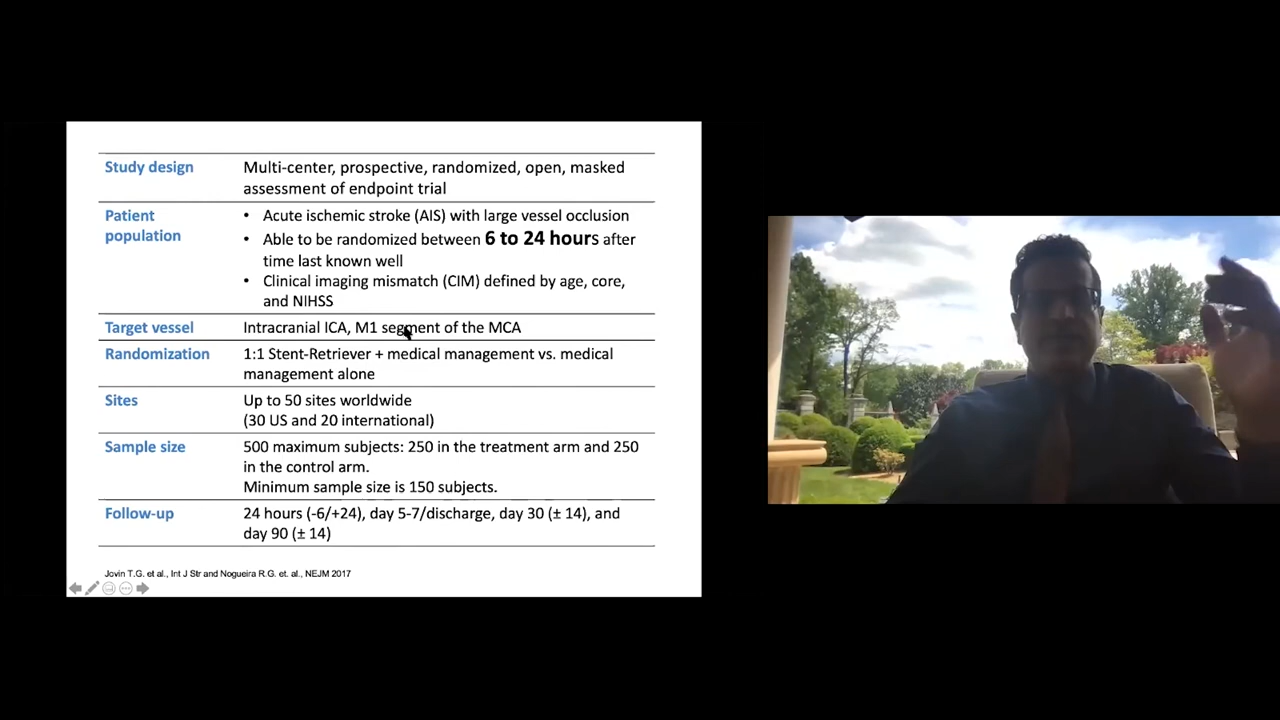 Study design
Multi-center, prospective, randomized, open, masked
assessment of endpoint trial
Patient
population
• Acute ischemic stroke (AIS) with large vessel occlusion
• Able to be randomized between 6 to 24 hours after
time last known well
• Clinical imaging mismatch (CIM) defined by age, core,
and NIHSS
Target vessel
Intracranial ICA, M1 segment of the MCA
Randomization
1:1 Stent-Retriever + medical management vs. medical
management alone
Sites
Up to 50 sites worldwide
(30 US and 20 international)
Sample size
500 maximum subjects: 250 in the treatment arm and 250
in the control arm.
Minimum sample size is 150 subjects.
Follow-up
24 hours (-6/+24), day 5-7/discharge, day 30 (± 14), and
day 90 (± 14)
Jovin T.G. et al., Int J Str and Nogueira R.G. et. al., NEJM 2017